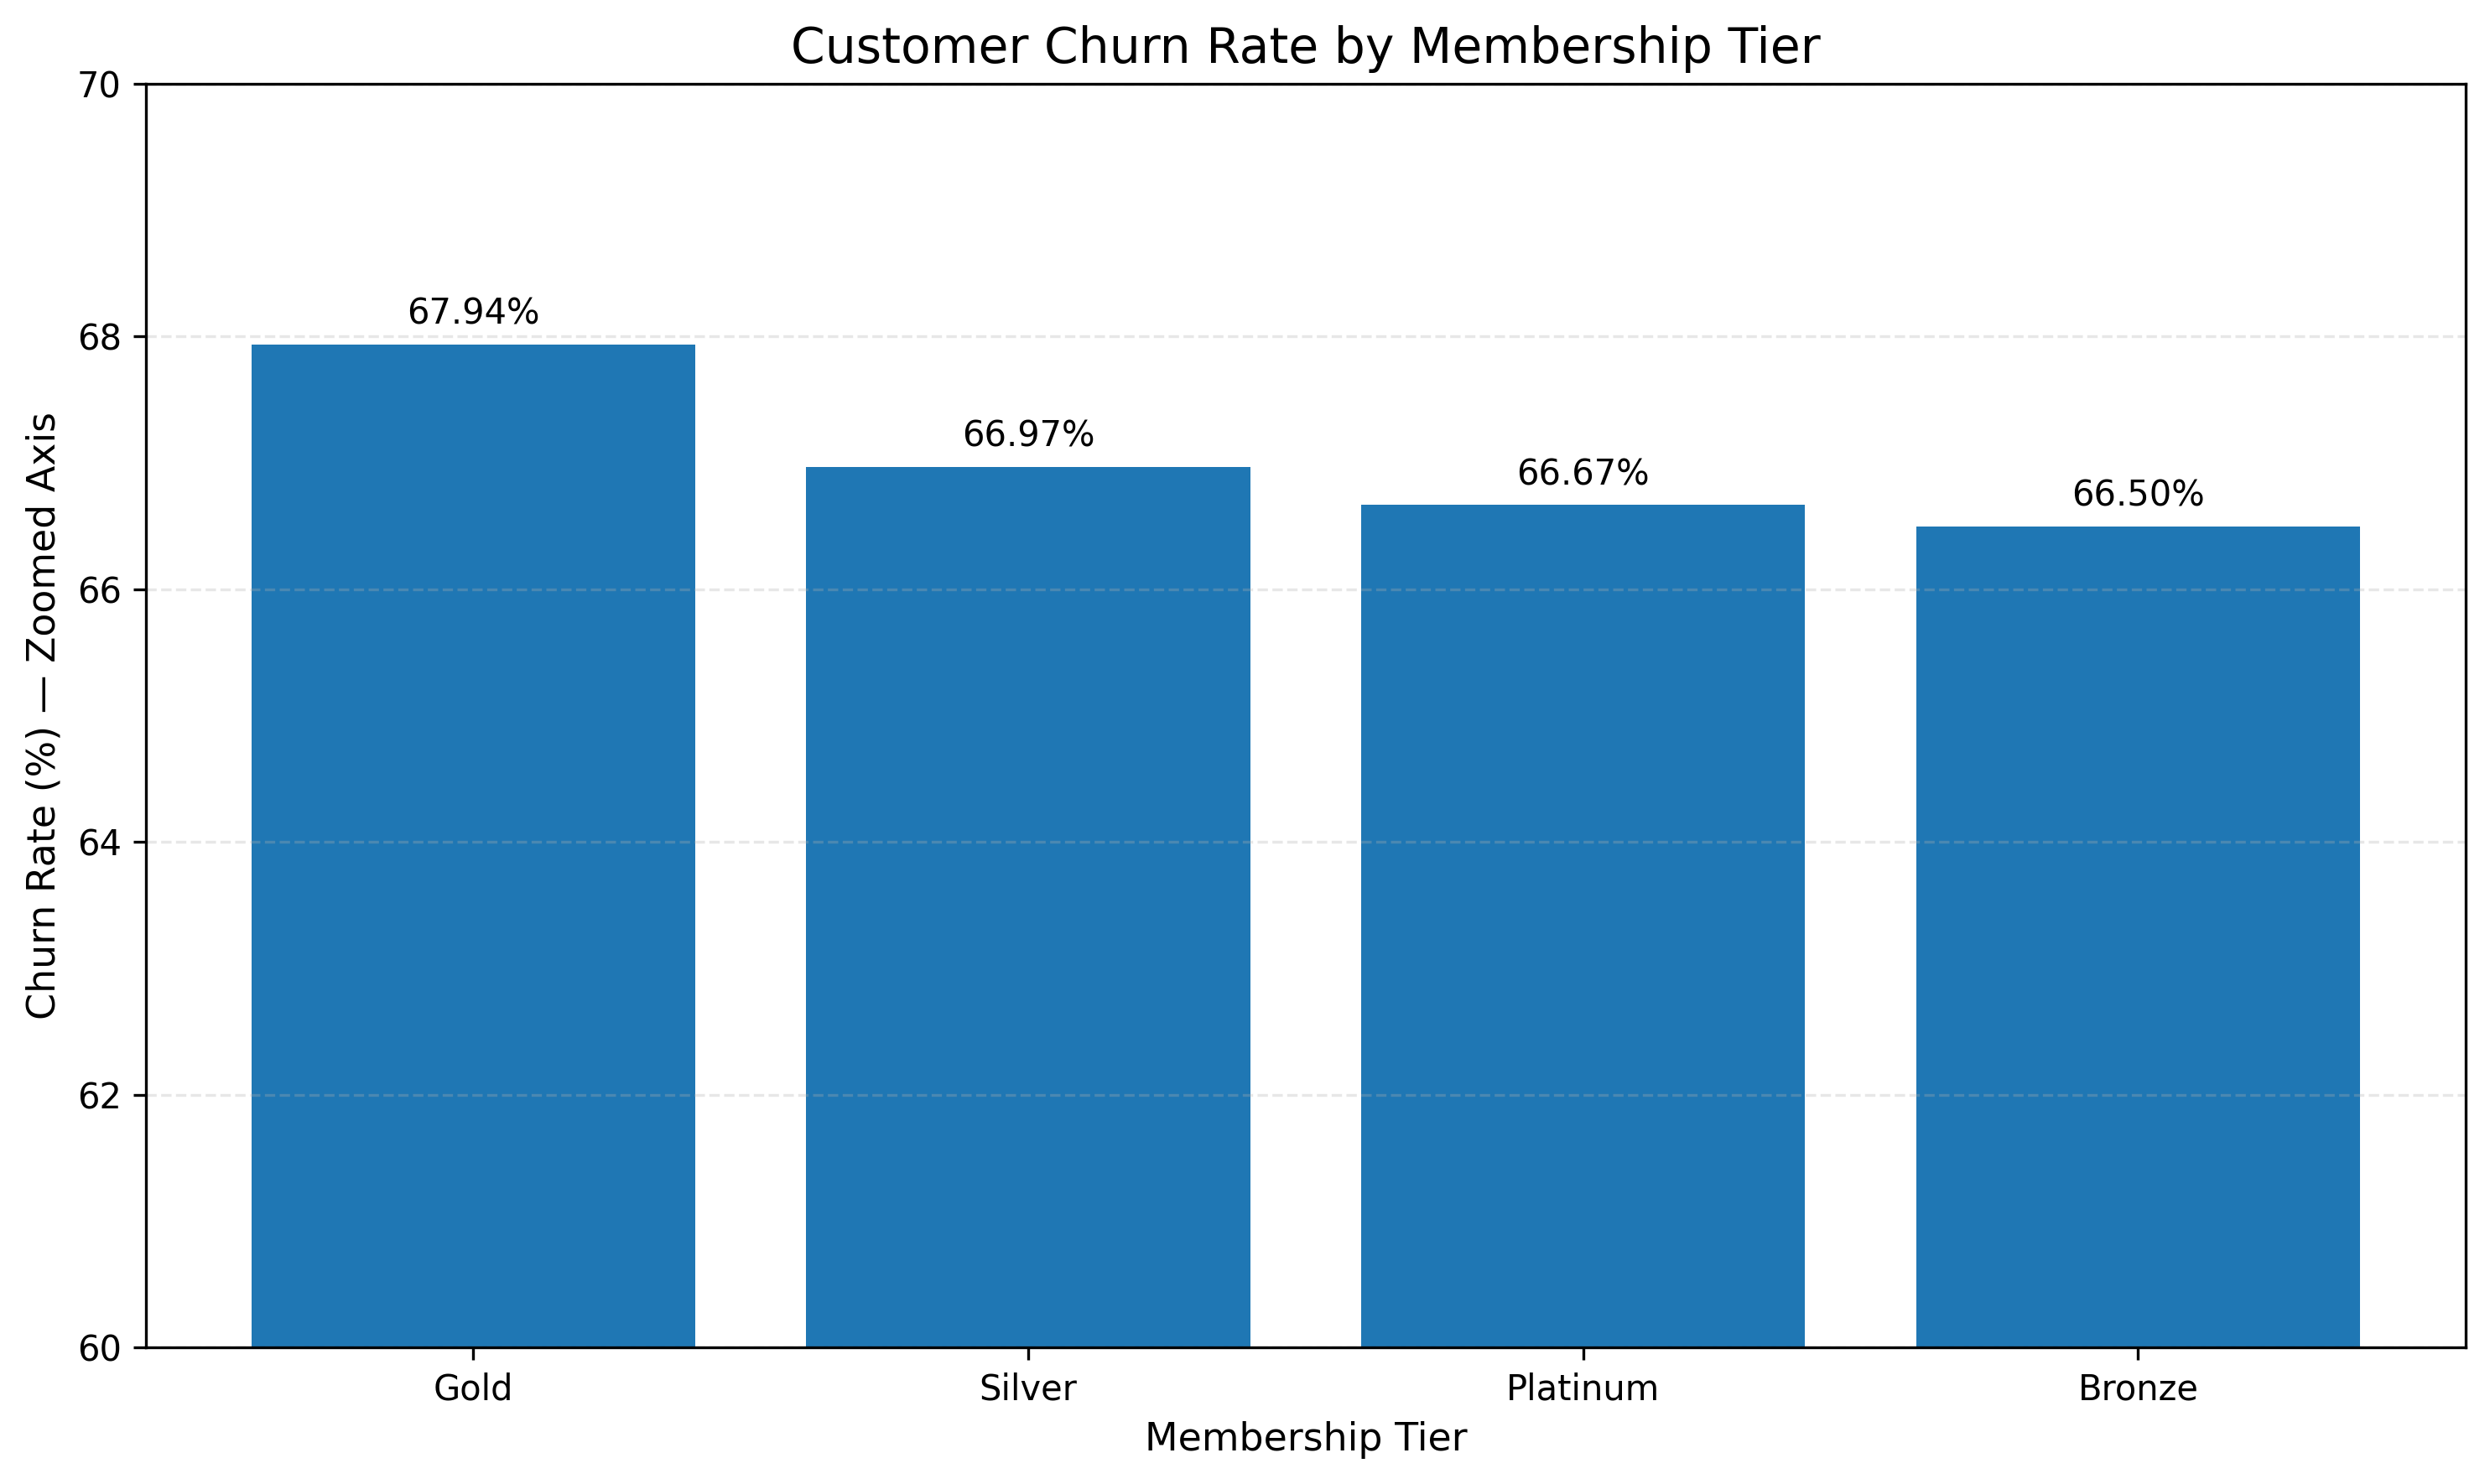 Customer Churn Rate by Membership Tier
Churn Rate (%) — Zoomed Axis
70
68
66
64
62
60
67.94%
66.97%
66.67%
66.50%
Gold
Silver
Platinum
Bronze
Membership Tier